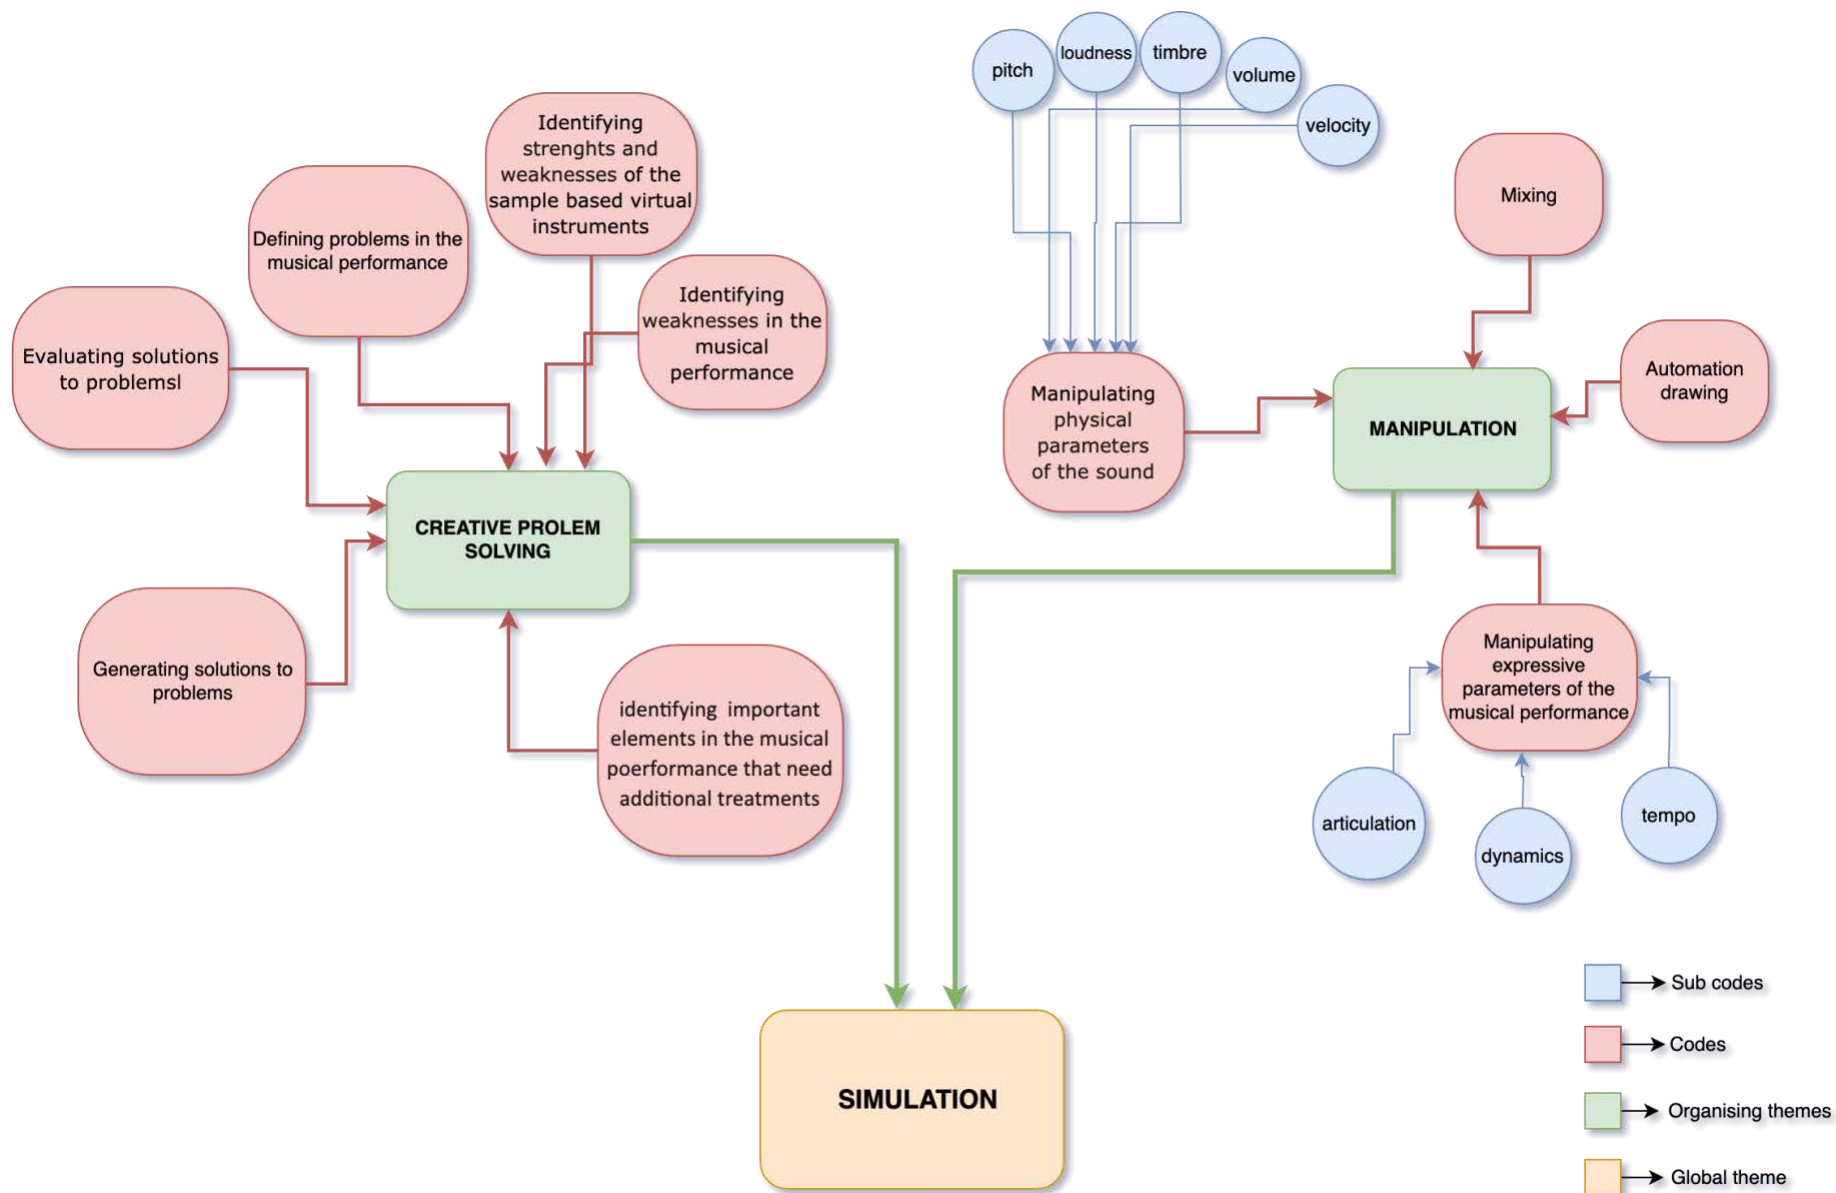 pitch
loudness
timbre
volume
velocity
Identifying
strenghts and
weaknesses of the
sample based virtual
instruments
Defining problems in the
musical performance
Identifying
weaknesses in the
musical
performance
Evaluating solutions
to problemsl
Mixing
Automation
drawing
Manipulating
physical
parameters
of the sound
MANIPULATION
CREATIVE PROLEM
SOLVING
Generating solutions to
problems
identifying important
elements in the musical
poerformance that need
additional treatments
Manipulating
expressive
parameters of the
musical performance
articulation
dynamics
tempo
SIMULATION
Sub codes
Codes
Organising themes
Global theme